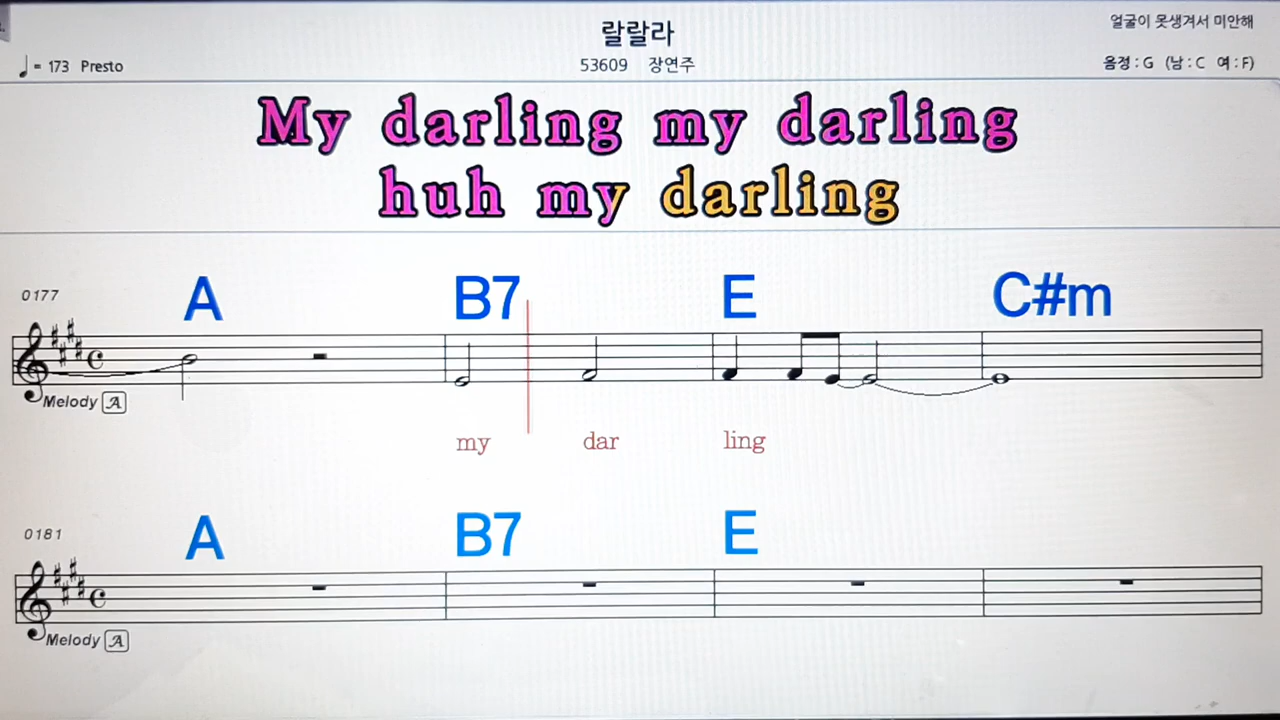 랄랄라
얼굴이 못생겨서 미안해
♩= 173 Presto
53609 장연주
음정 : G (남 : C 여 : F)
My darling my darling
huh my darling
0177
A B7 E C#m
Melody A
my dar ling
0181
A B7 E
Melody A